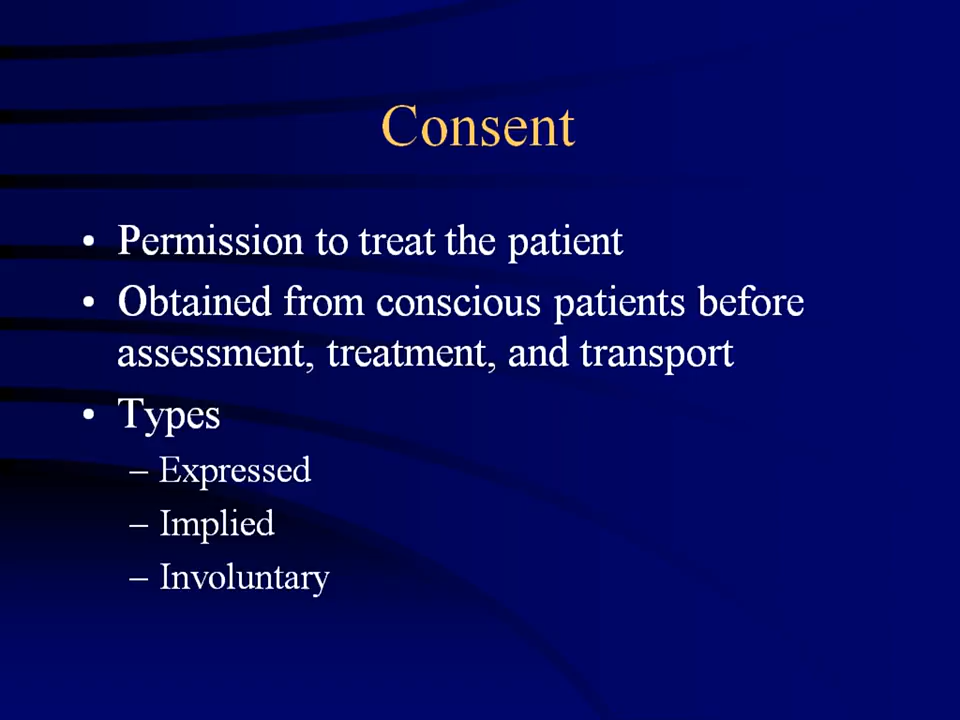 Consent
• Permission to treat the patient
• Obtained from conscious patients before
assessment, treatment, and transport
• Types
– Expressed
– Implied
– Involuntary